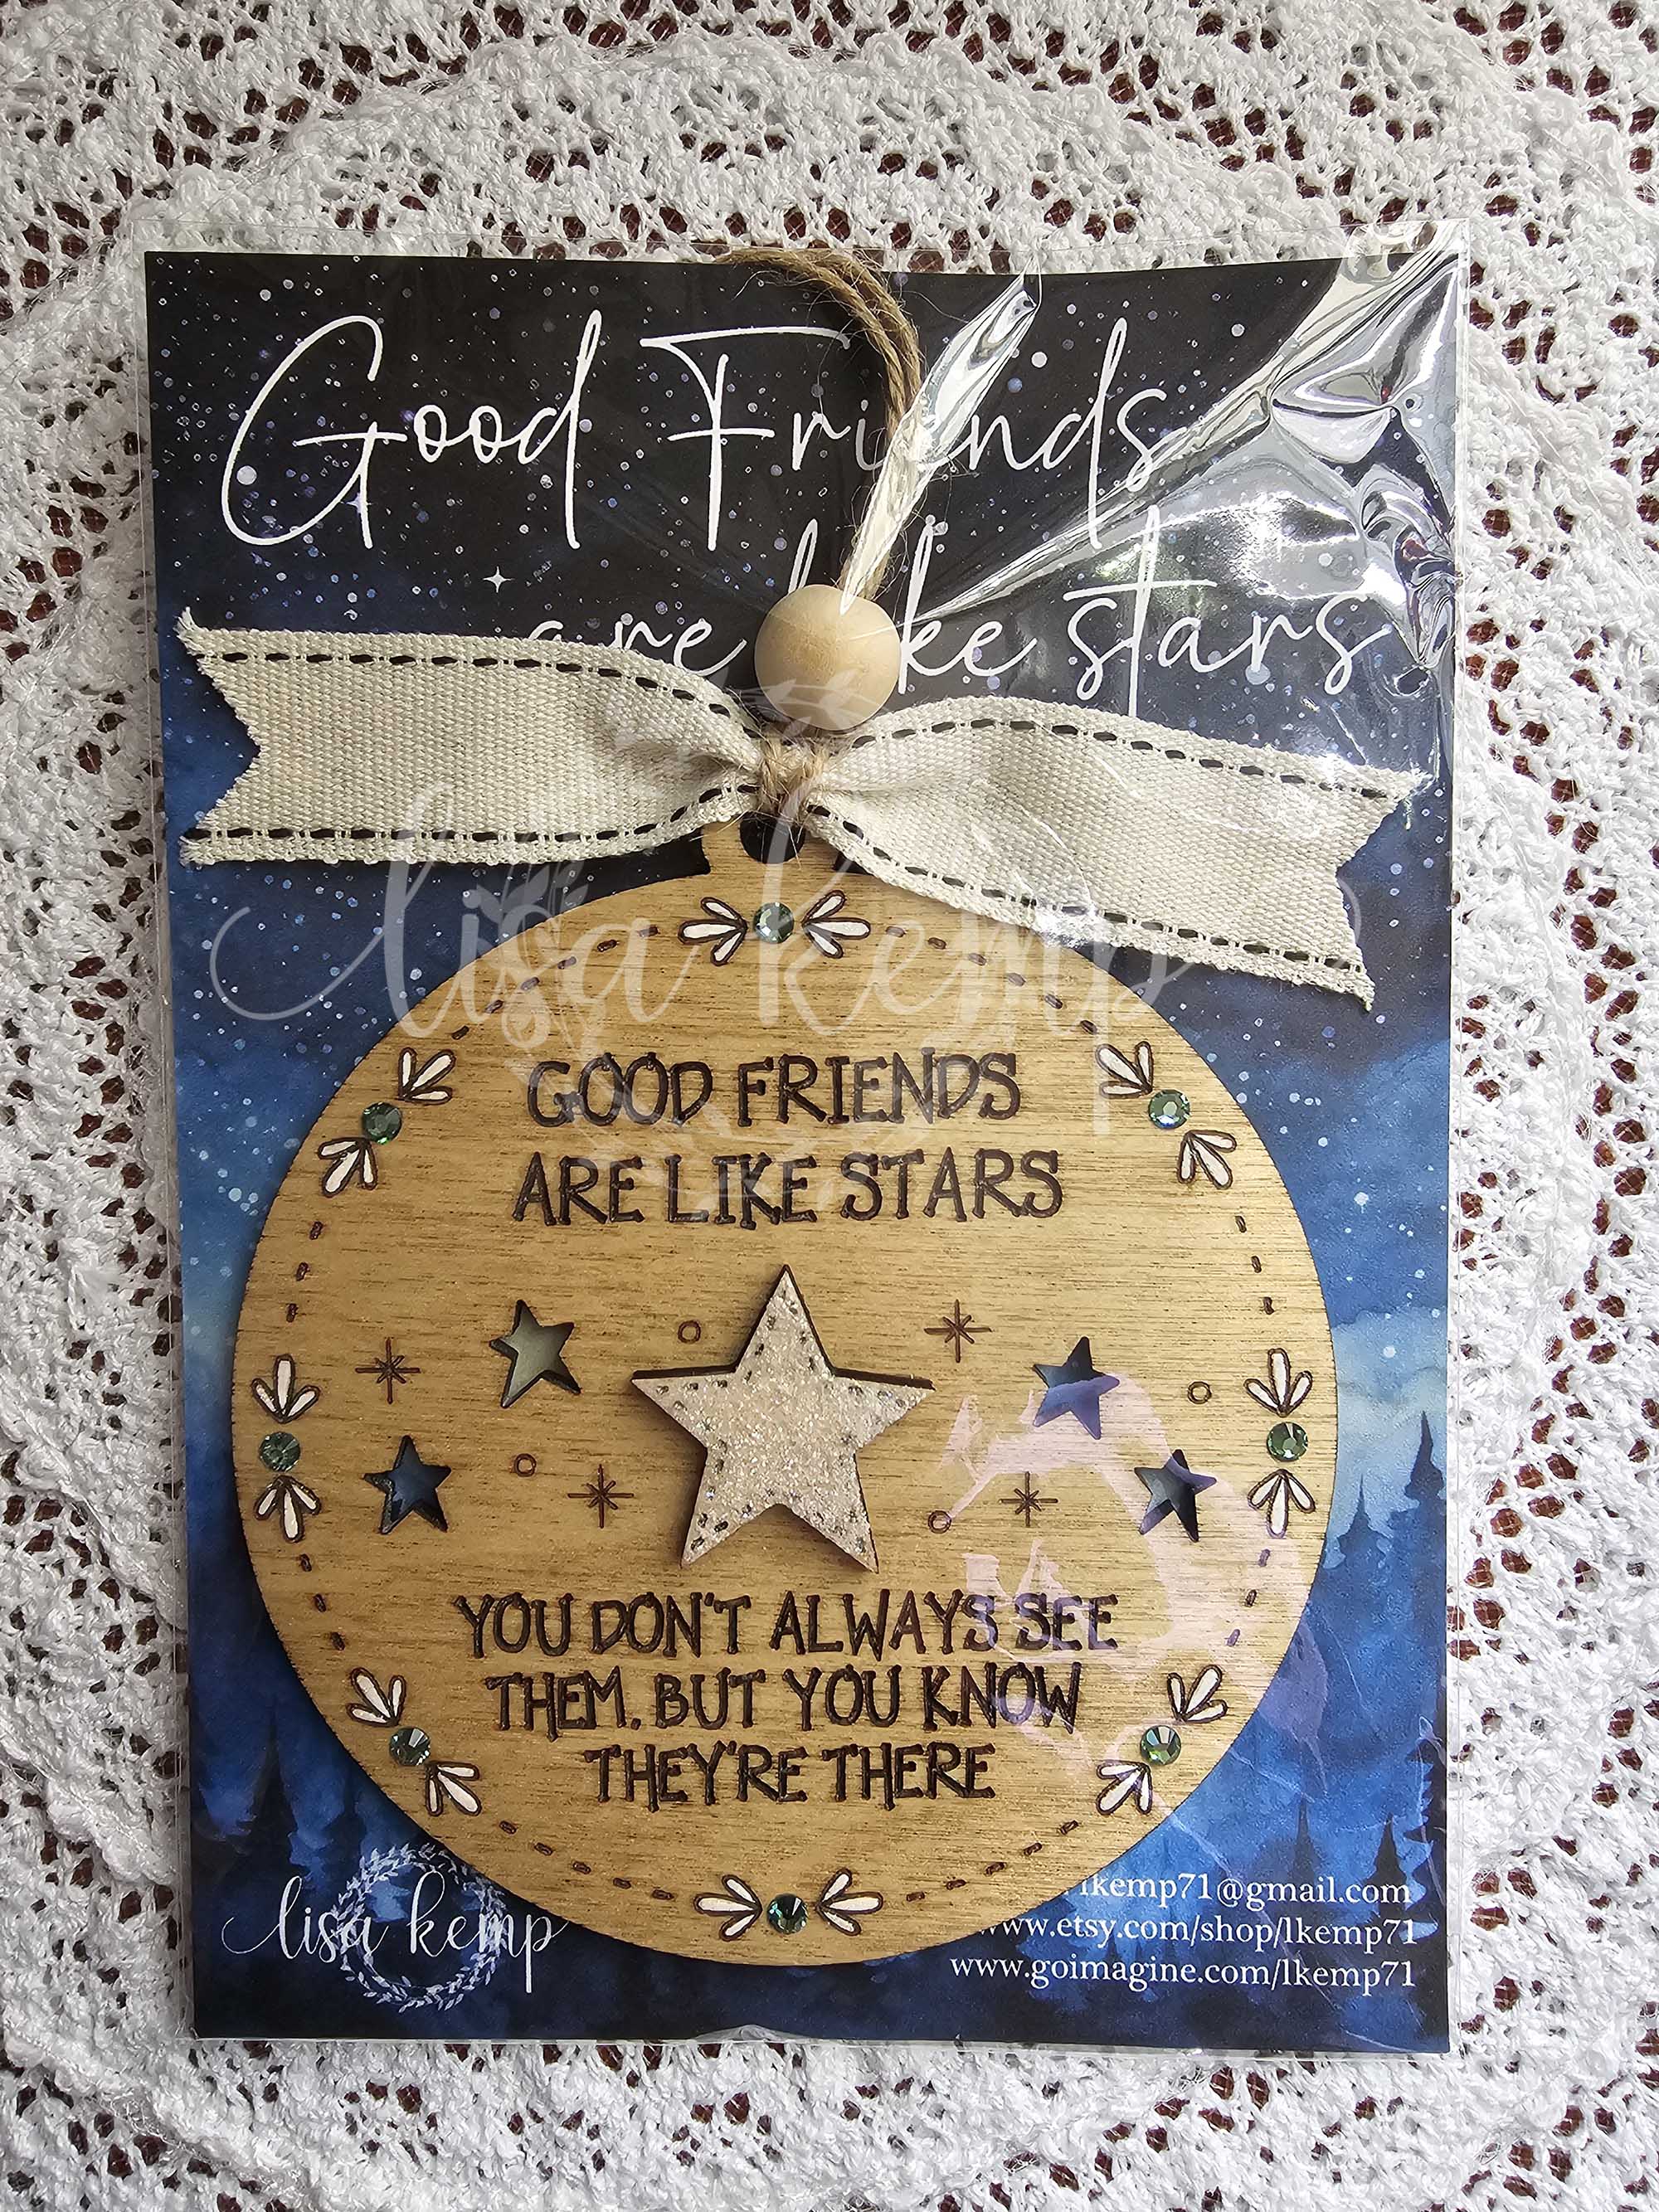 Good Friends
are like stars
lisa kemp
GOOD FRIENDS
ARE LIKE STARS
YOU DON'T ALWAYS SEE
THEM, BUT YOU KNOW
THEY'RE THERE
lisa kemp
lkemp71@gmail.com
www.etsy.com/shop/lkemp71
www.goimagine.com/lkemp71